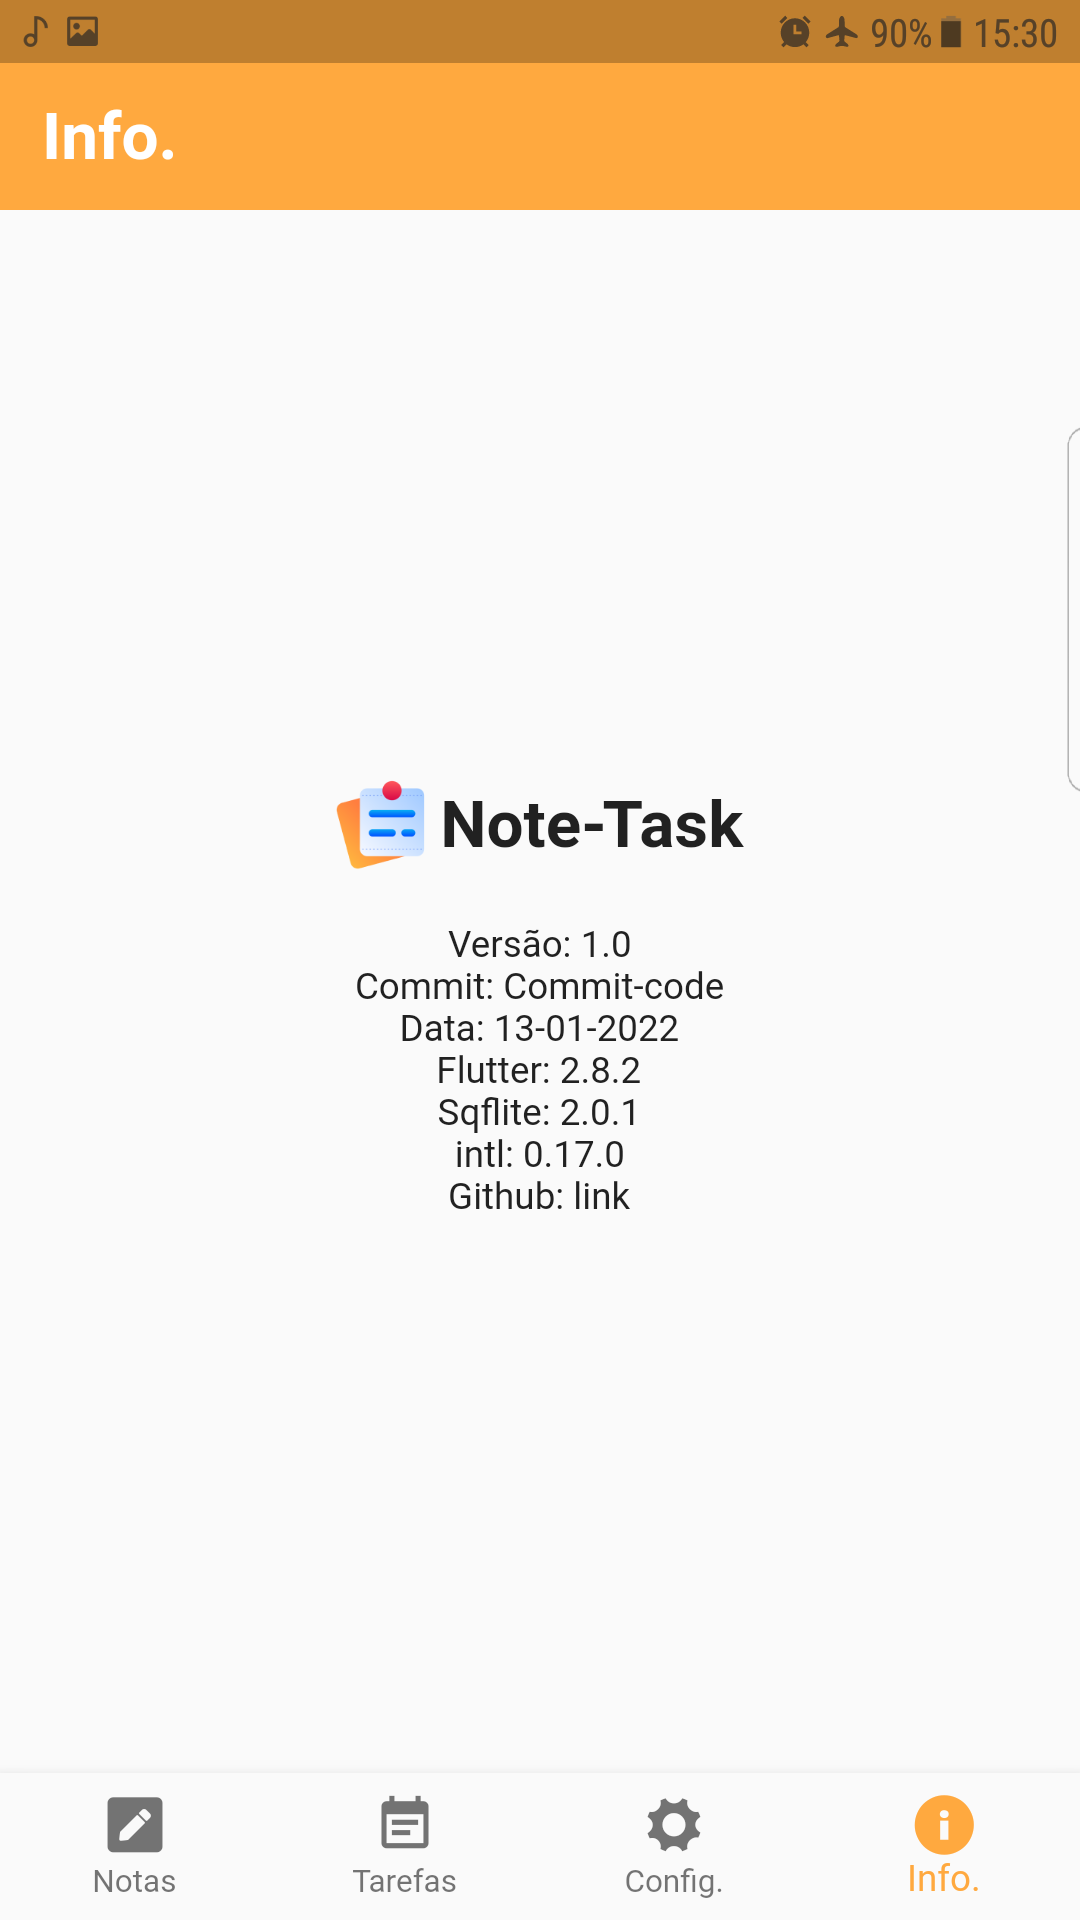 90% 15:30
Info.
Note-Task
Versão: 1.0
Commit: Commit-code
Data: 13-01-2022
Flutter: 2.8.2
Sqflite: 2.0.1
intl: 0.17.0
Github: link
Notas Tarefas Config. Info.